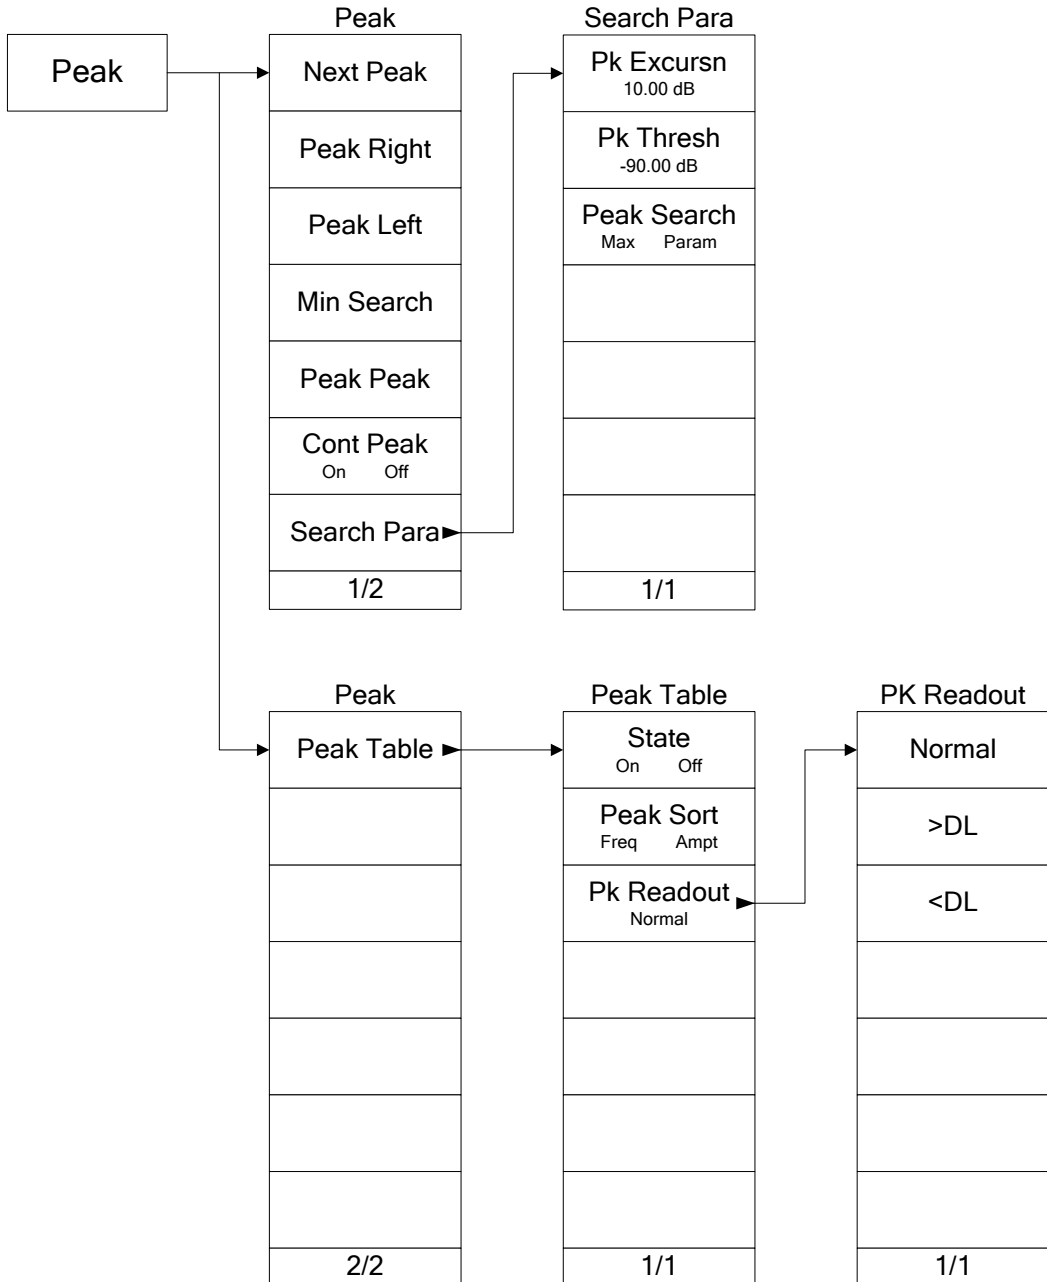 Peak
Peak
Next Peak
Peak Right
Peak Left
Min Search
Peak Peak
Cont Peak
On Off
Search Para
1/2
Search Para
Pk Excursn
10.00 dB
Pk Thresh
-90.00 dB
Peak Search
Max Param
1/1
Peak
Peak Table
2/2
Peak Table
State
On Off
Peak Sort
Freq Ampt
Pk Readout
Normal
1/1
PK Readout
Normal
>DL
<DL
1/1